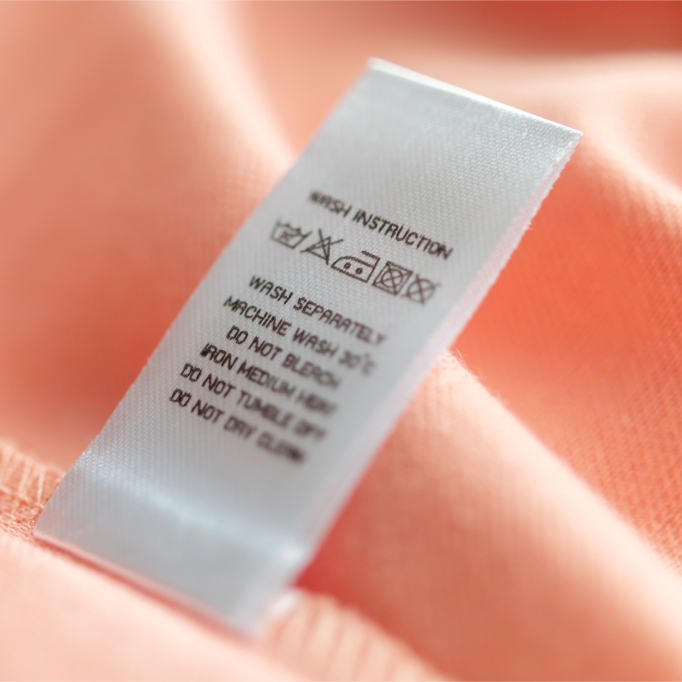 WASH INSTRUCTION
WASH SEPARATELY
MACHINE WASH 30°C
DO NOT BLEACH
IRON MEDIUM HEAT
DO NOT TUMBLE DRY
DO NOT DRY CLEAN